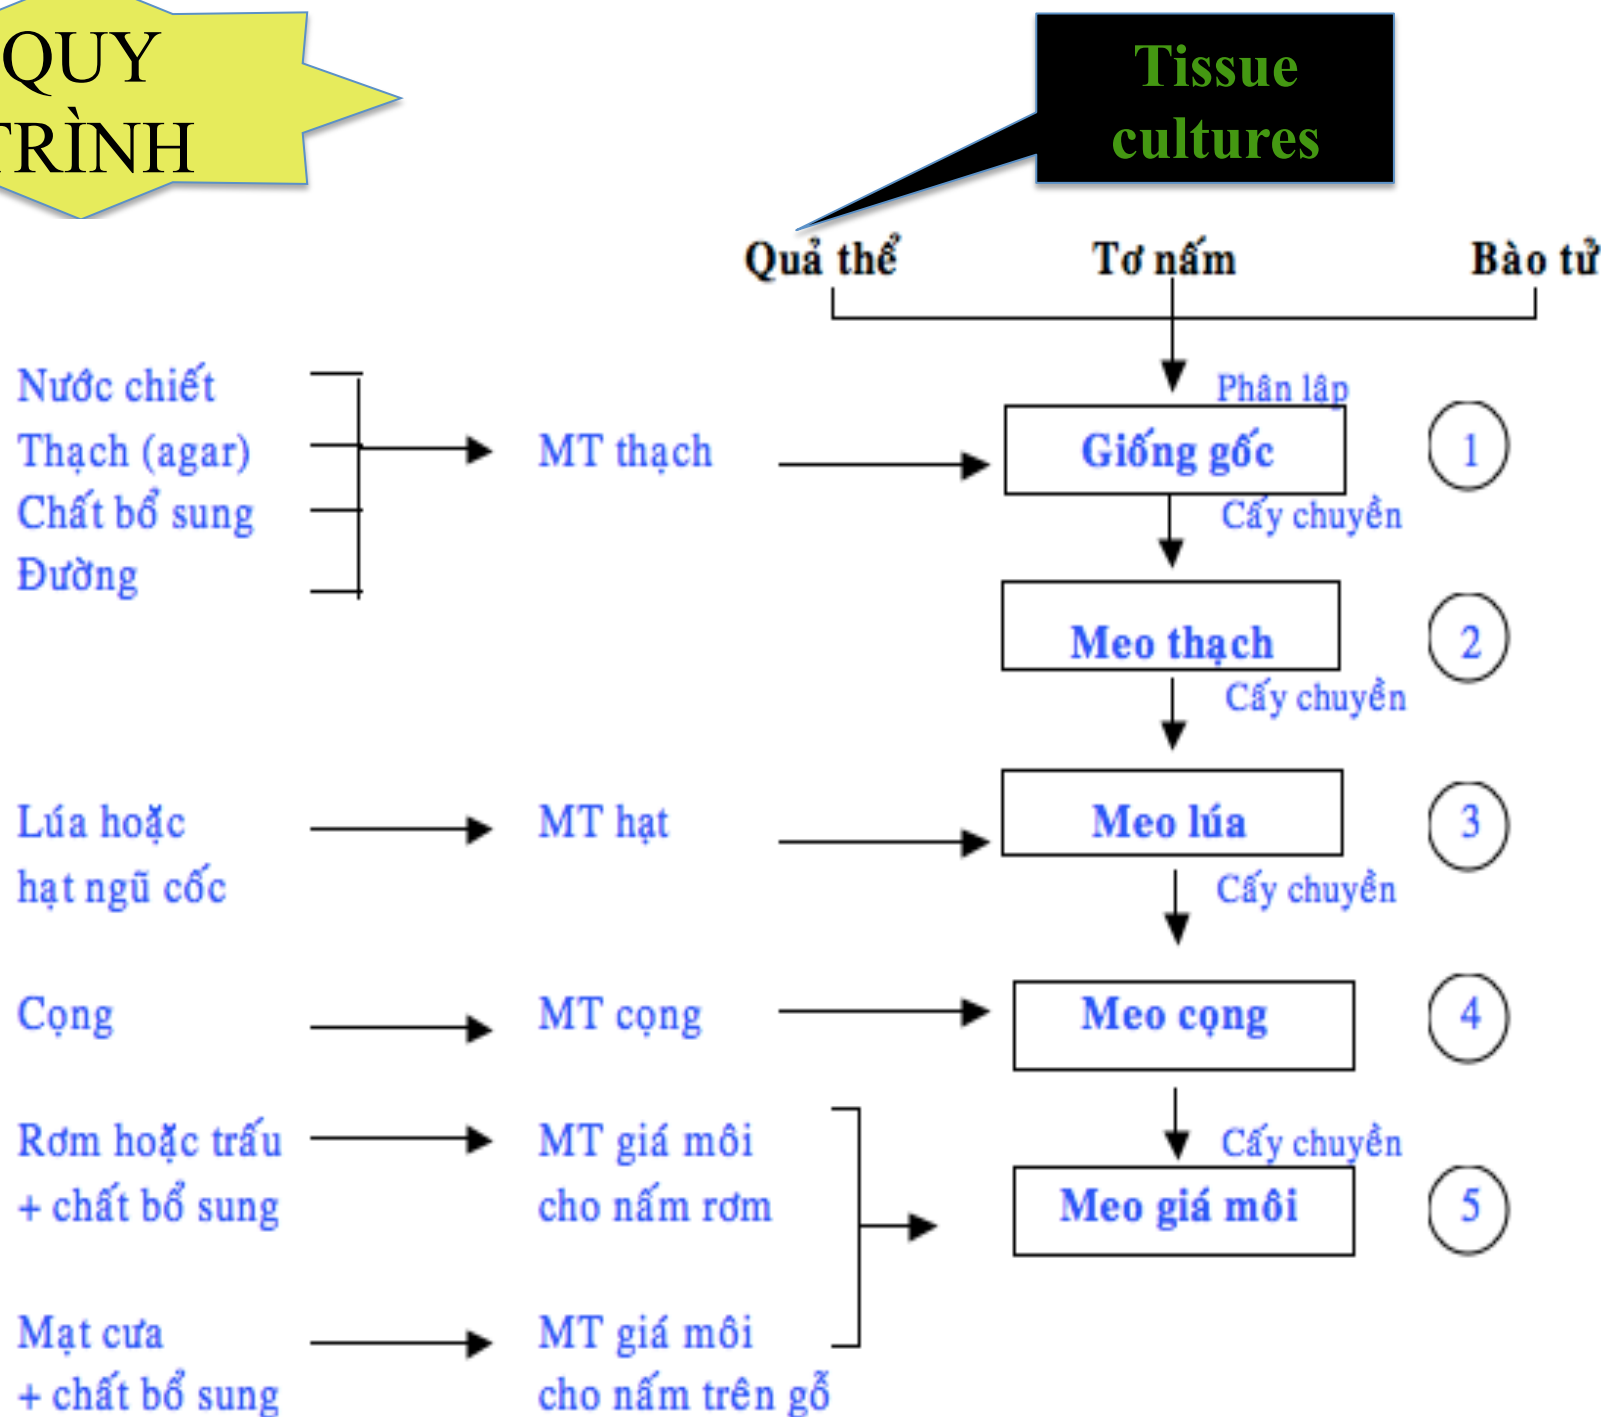 QUY
TRÌNH
Tissue
cultures
Quả thể Tơ nấm Bào tử
Nước chiết
Thạch (agar)
Chất bổ sung
Đường
MT thạch
Phân lập
Giống gốc
1
Cấy chuyền
Meo thạch
2
Cấy chuyền
Lúa hoặc
hạt ngũ cốc
MT hạt
Meo lúa
3
Cấy chuyền
Cọng
MT cọng
Meo cọng
4
Cấy chuyền
Rơm hoặc trấu
+ chất bổ sung
MT giá môi
cho nấm rơm
Meo giá môi
5
Mạt cưa
+ chất bổ sung
MT giá môi
cho nấm trên gỗ